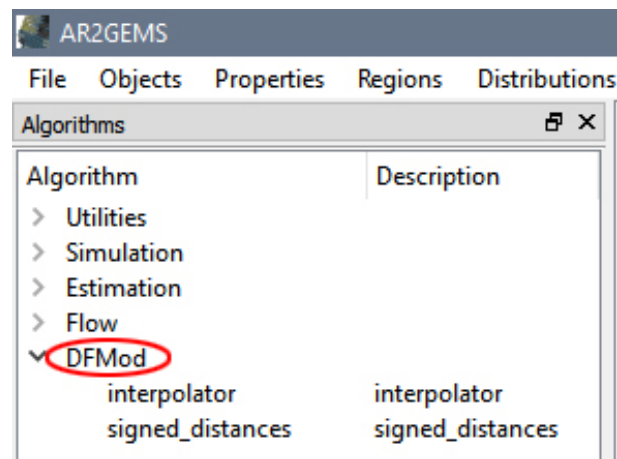 AR2GEMS
File Objects Properties Regions Distributions
Algorithms
Algorithm Description
Utilities
Simulation
Estimation
Flow
DFMod
interpolator interpolator
signed_distances signed_distances